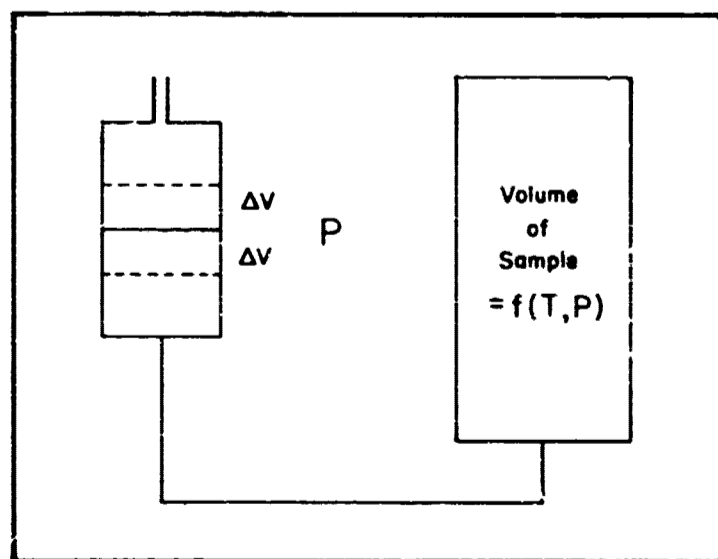 ΔV
P
ΔV
Volume
of
Sample
= f(T,P)